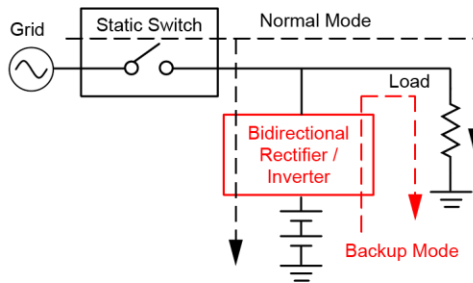 Grid
Static Switch
Normal Mode
Load
Bidirectional
Rectifier /
Inverter
Backup Mode